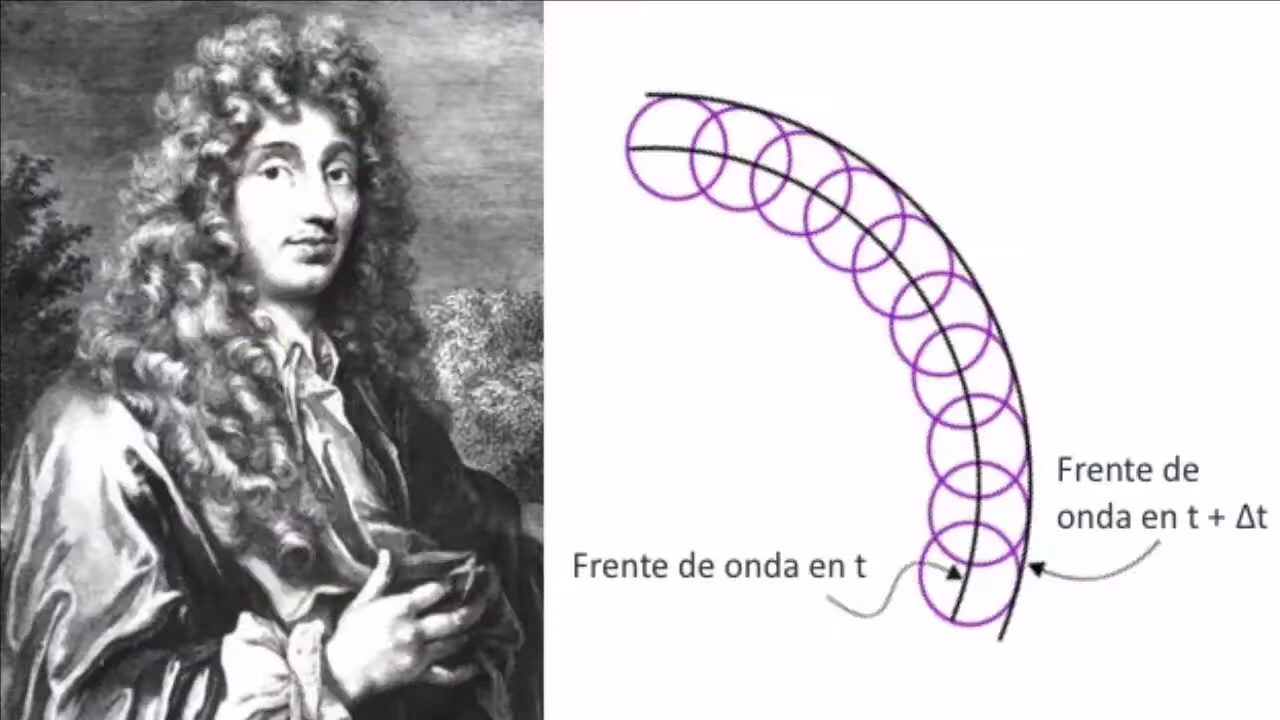 Frente de
onda en t + Δt
Frente de onda en t